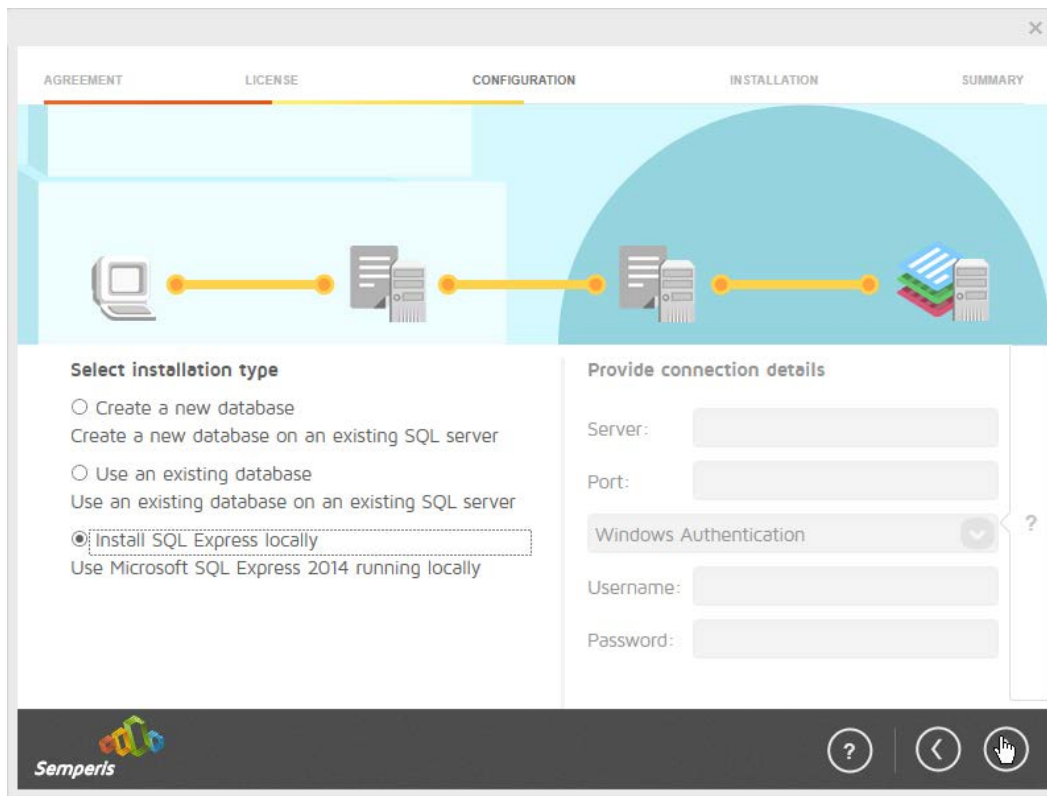 AGREEMENT LICENSE CONFIGURATION INSTALLATION SUMMARY
Select installation type
Create a new database
Create a new database on an existing SQL server
Use an existing database
Use an existing database on an existing SQL server
Install SQL Express locally
Use Microsoft SQL Express 2014 running locally
Provide connection details
Server:
Port:
Windows Authentication
?
Username:
Password:
Semperis
?